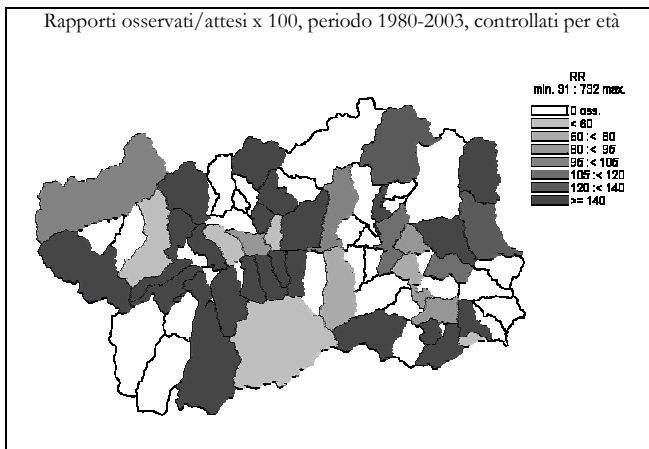 Rapporti osservati/attesi x 100, periodo 1980-2003, controllati per età
RR
min. 31 : 732 max.
0 oss.
< 60
60 :< 80
80 :< 95
95 :< 105
105 :< 120
120 :< 140
>= 140